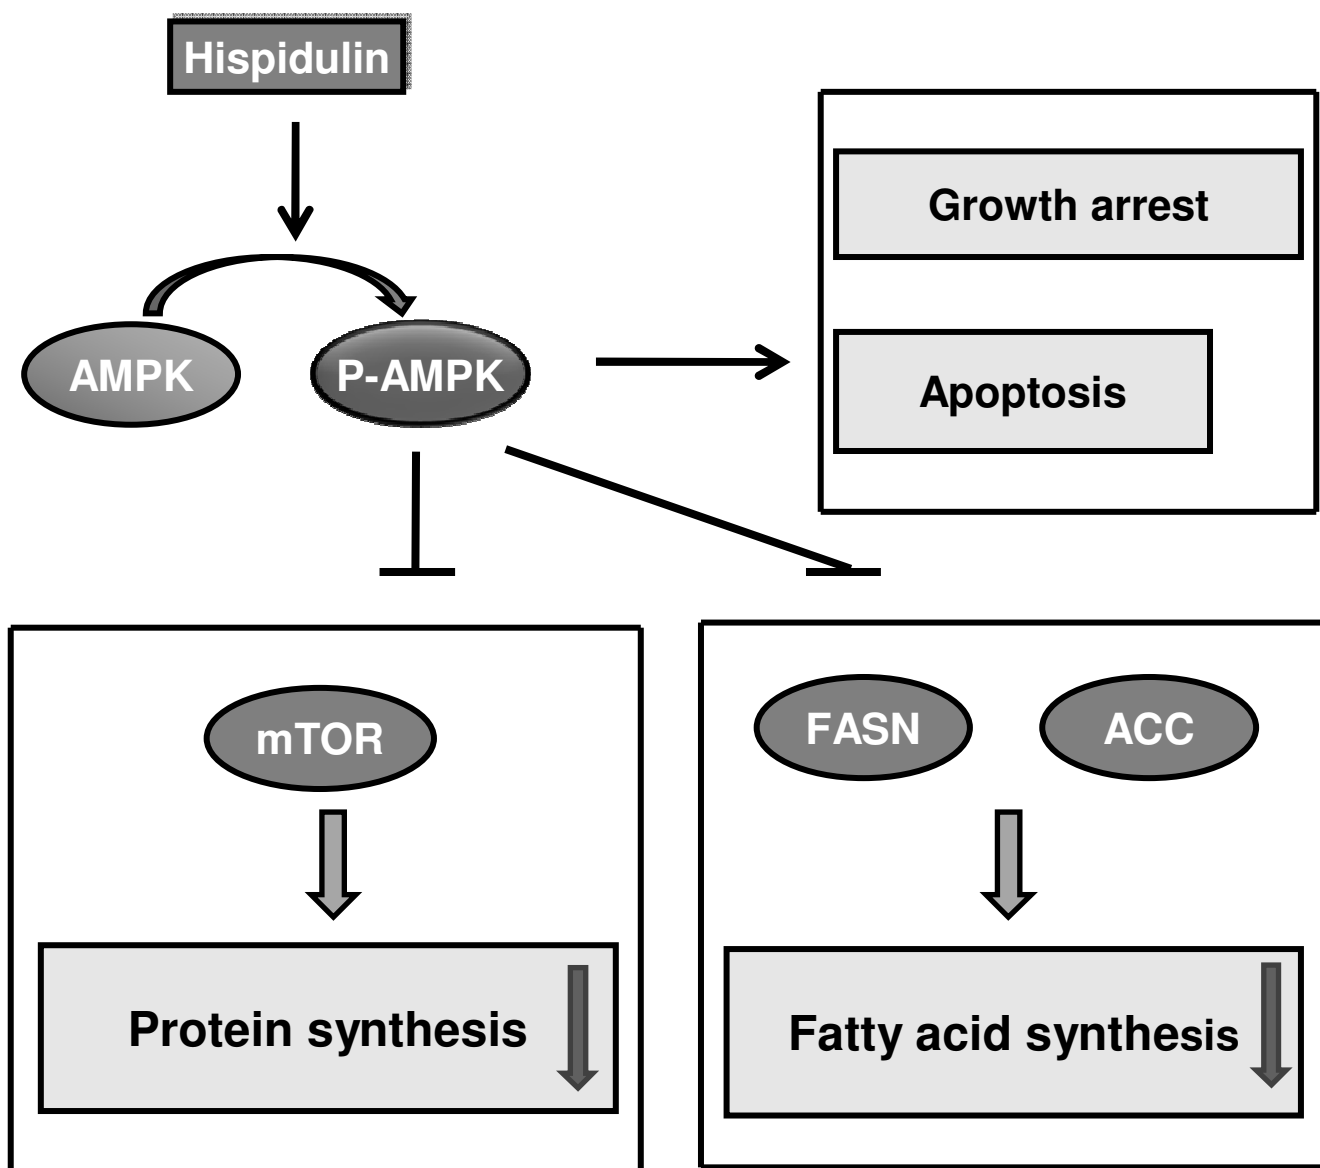 Hispidulin
Growth arrest
AMPK
P-AMPK
Apoptosis
mTOR
FASN
ACC
Protein synthesis
Fatty acid synthesis